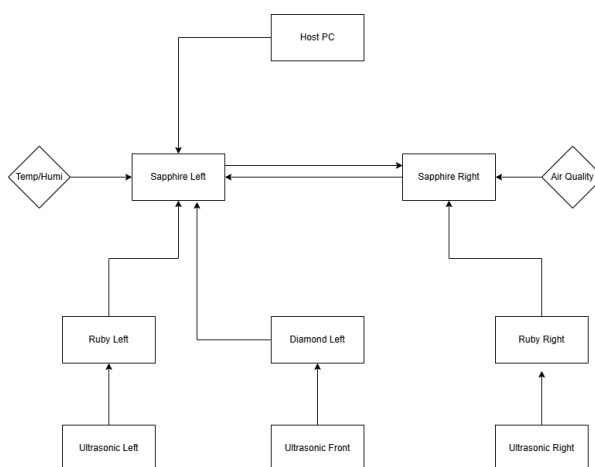 Host PC
Temp/Humi
Sapphire Left
Sapphire Right
Air Quality
Ruby Left
Diamond Left
Ruby Right
Ultrasonic Left
Ultrasonic Front
Ultrasonic Right